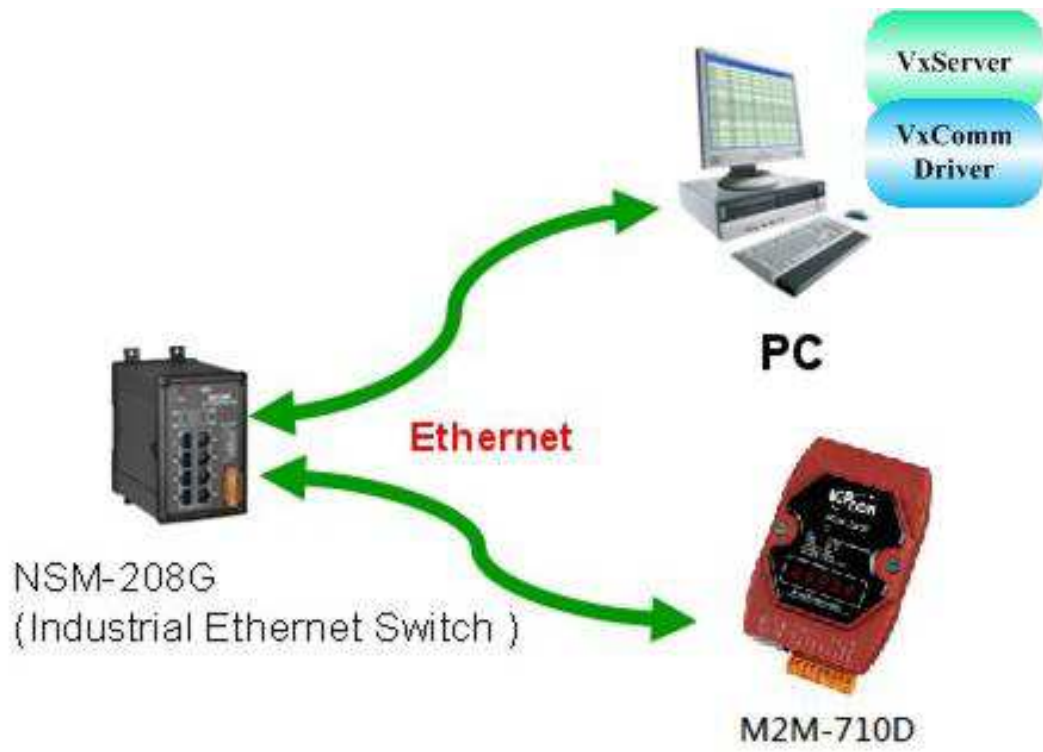 VxServer
VxComm
Driver
PC
Ethernet
NSM-208G
(Industrial Ethernet Switch )
M2M-710D